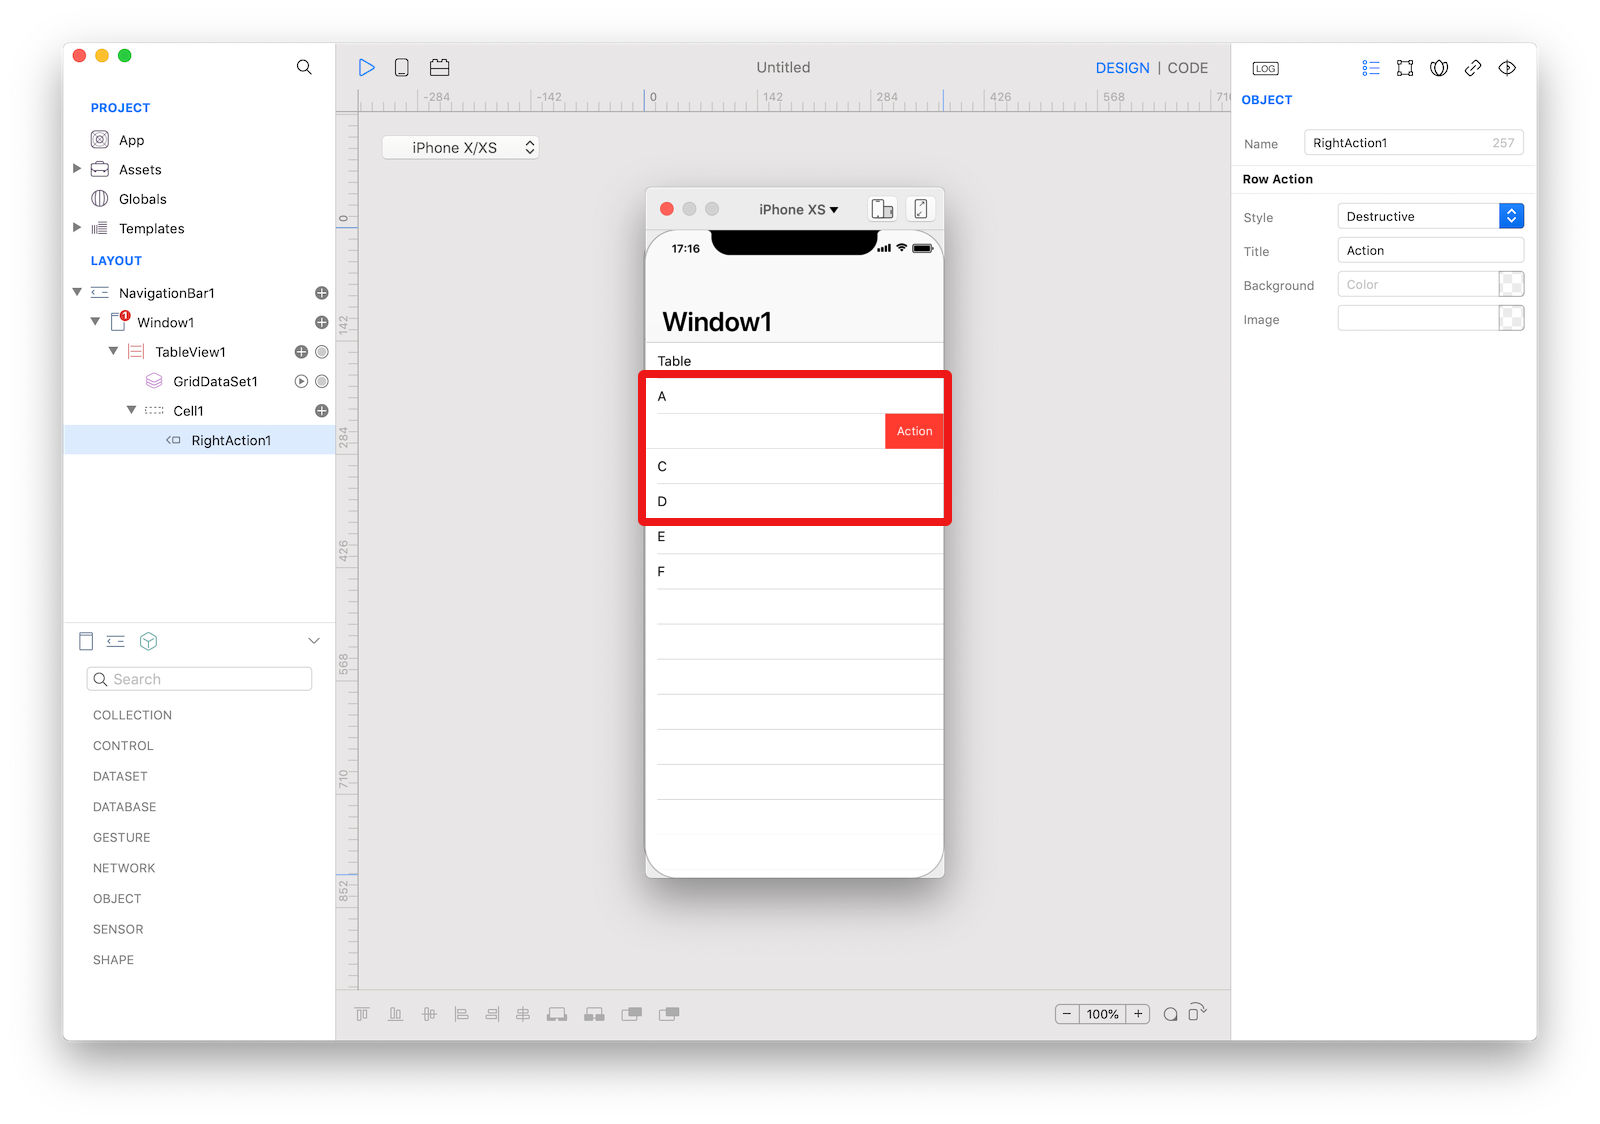 Untitled
DESIGN | CODE
LOG
PROJECT
App
Assets
Globals
Templates
LAYOUT
NavigationBar1
1
Window1
TableView1
GridDataSet1
Cell1
RightAction1
Search
COLLECTION
CONTROL
DATASET
DATABASE
GESTURE
NETWORK
OBJECT
SENSOR
SHAPE
-284 -142 0 142 284 426 568 710
0
142
284
426
568
710
852
iPhone X/XS
iPhone XS
17:16
Window1
Table
A
Action
C
D
E
F
100%
OBJECT
Name RightAction1 257
Row Action
Style Destructive
Title Action
Background Color
Image